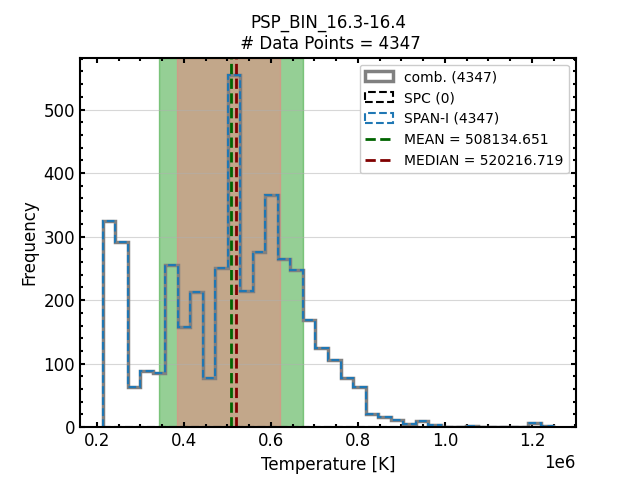 PSP_BIN_16.3-16.4
# Data Points = 4347
comb. (4347)
SPC (0)
SPAN-I (4347)
MEAN = 508134.651
MEDIAN = 520216.719
Frequency
500
400
300
200
100
0
0.2 0.4 0.6 0.8 1.0 1.2
1e6
Temperature [K]